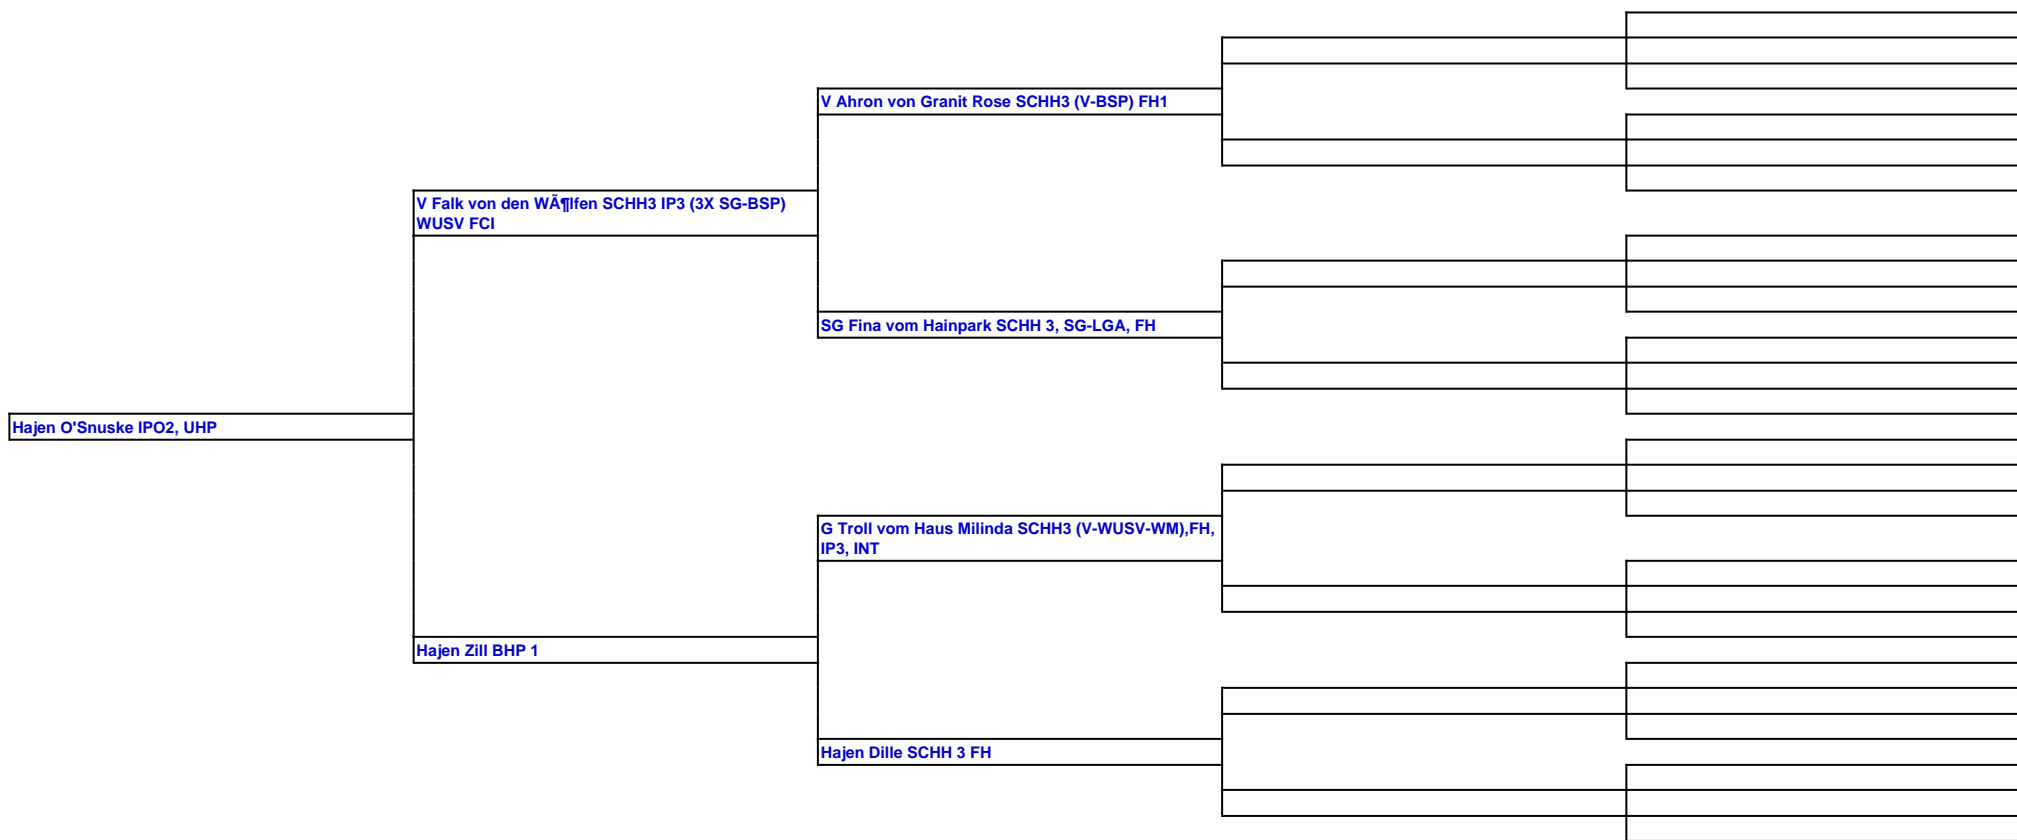 V Ahron von Granit Rose SCHH3 (V-BSP) FH1
V Falk von den WÃ¶lfen SCHH3 IP3 (3X SG-BSP)
WUSV FCI
SG Fina vom Hainpark SCHH 3, SG-LGA, FH
Hajen O'Snuske IPO2, UHP
G Troll vom Haus Milinda SCHH3 (V-WUSV-WM),FH,
IP3, INT
Hajen Zill BHP 1
Hajen Dille SCHH 3 FH